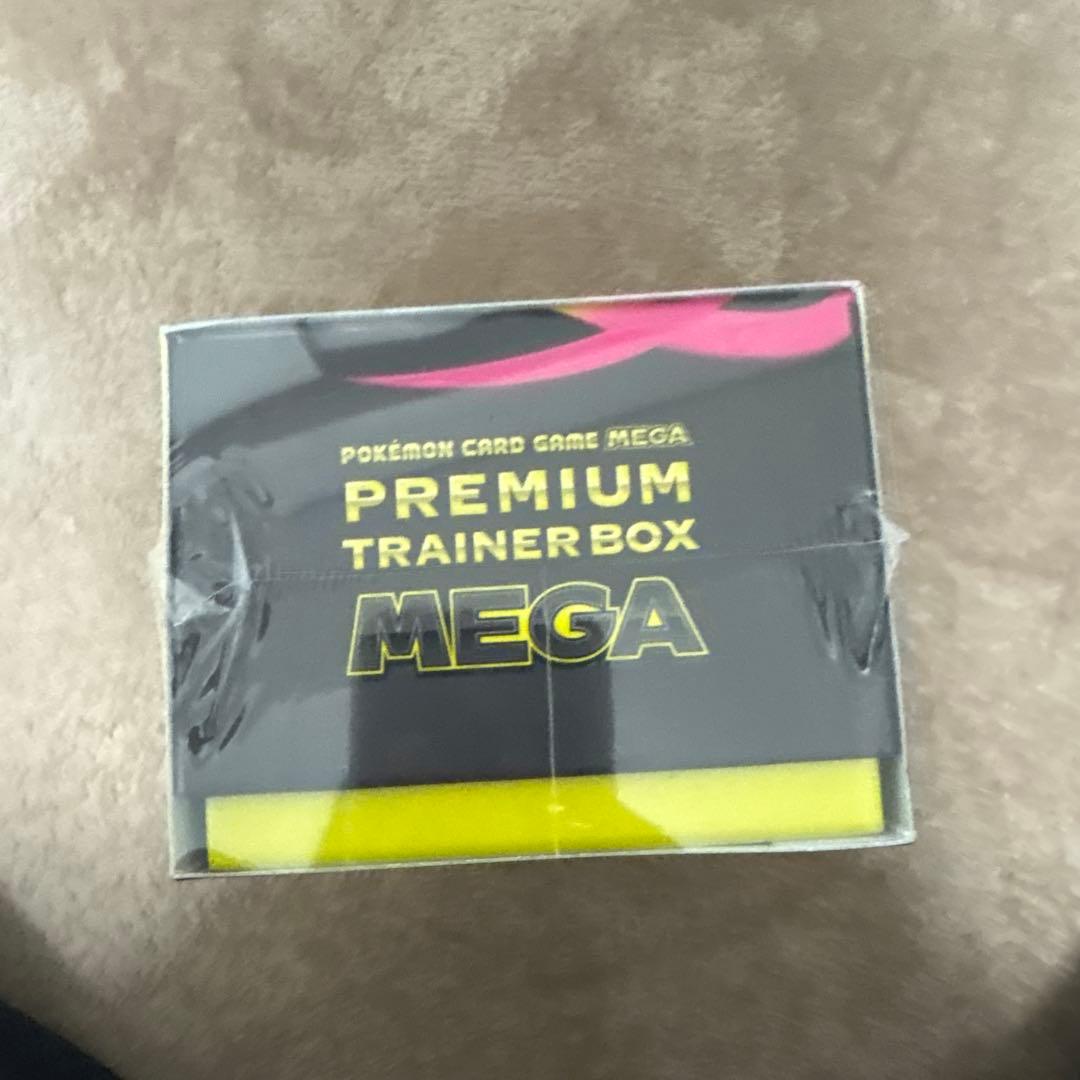 POKÉMON CARD GAME MEGA
PREMIUM
TRAINER BOX
MEGA